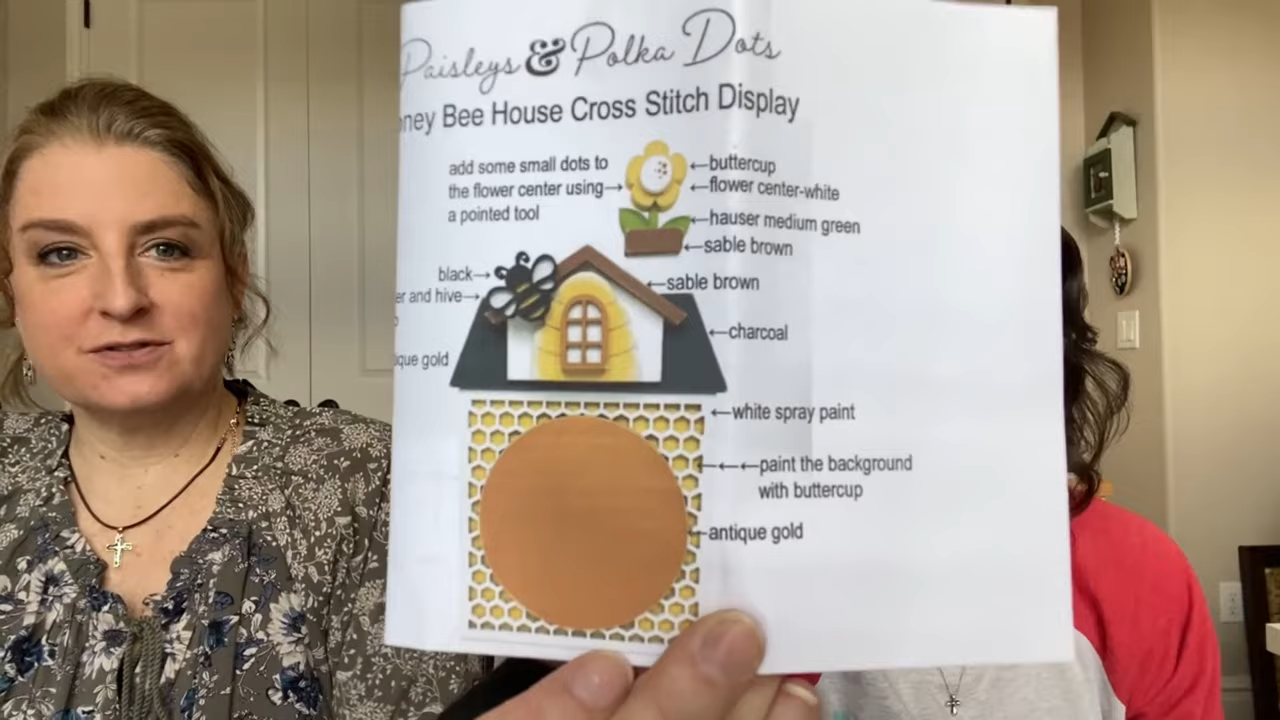 Paisleys & Polka Dots
ney Bee House Cross Stitch Display
add some small dots to
the flower center using
a pointed tool
buttercup
flower center-white
hauser medium green
sable brown
black
er and hive
sable brown
charcoal
ique gold
white spray paint
paint the background
with buttercup
antique gold